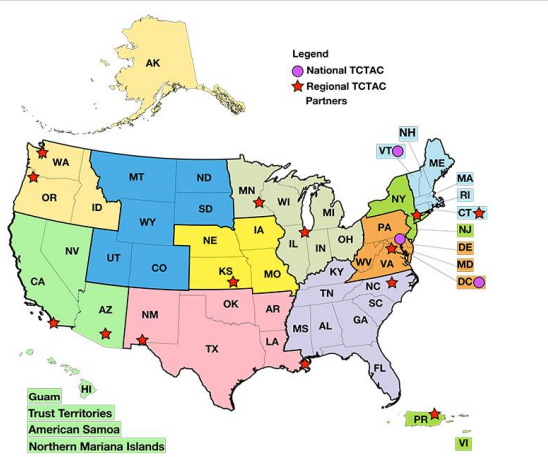 AK
Legend
National TCTAC
Regional TCTAC
Partners
NH
VT
ME
WA
MT
ND
MN
MA
OR
ID
WY
SD
WI
MI
NY
RI
CT
NJ
NV
UT
CO
NE
IA
IL
IN
OH
PA
DE
MD
DC
CA
KS
MO
WV
VA
KY
AZ
NM
OK
AR
TN
NC
SC
TX
LA
MS
AL
GA
FL
HI
Guam
Trust Territories
American Samoa
Northern Mariana Islands
PR
VI